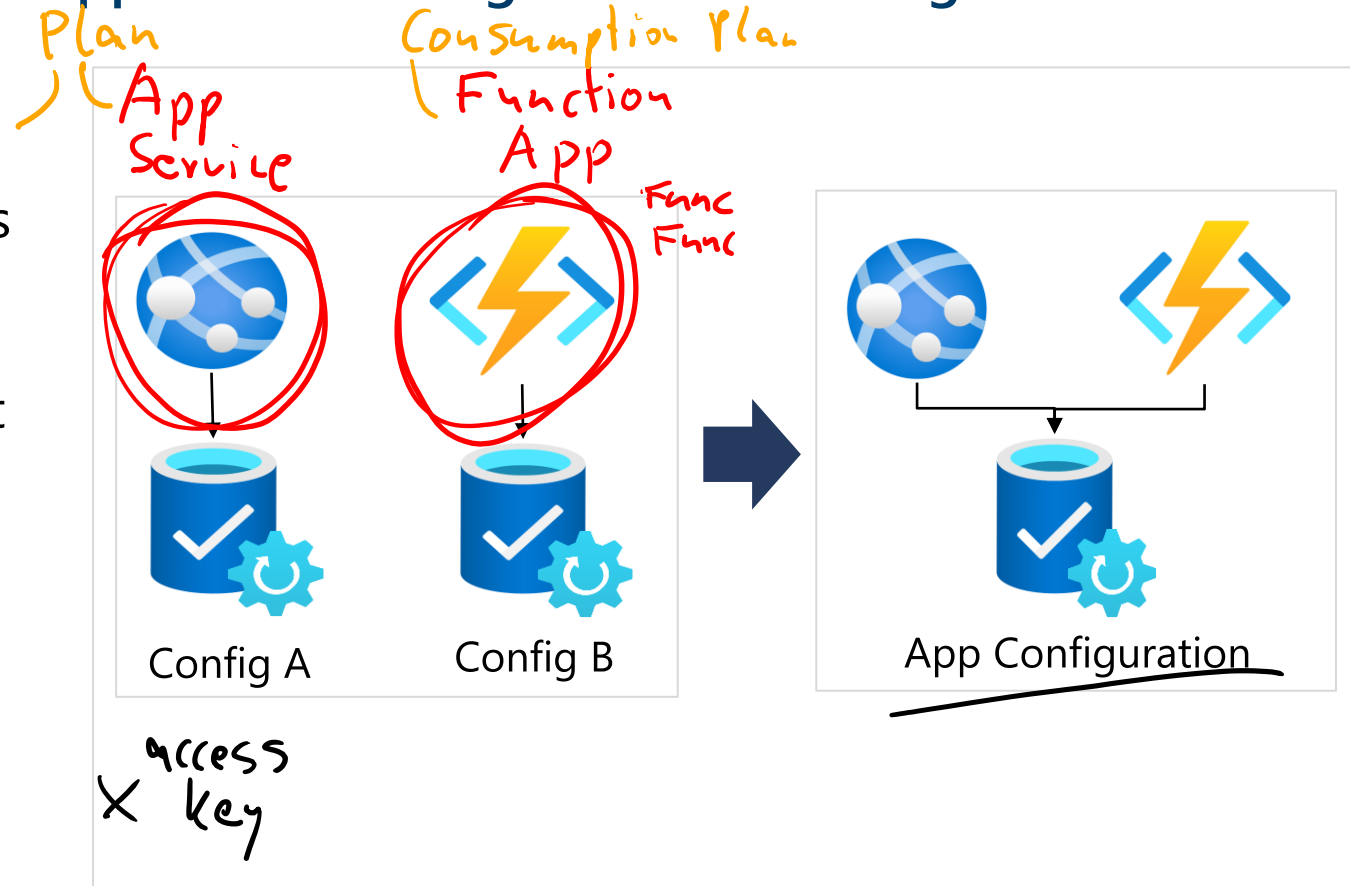 Plan
Consumption Plan
App
Service
Function
App
Func
Func
s
t
Config A
Config B
App Configuration
access
X key